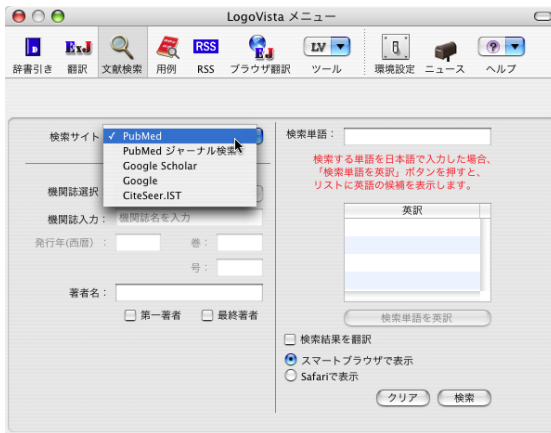 LogoVista メニュー
ExJ RSS EJ LV ?
辞書引き 翻訳 文献検索 用例 RSS ブラウザ翻訳 ツール 環境設定 ニュース ヘルプ
検索サイト ✓ PubMed
PubMed ジャーナル検索
Google Scholar
Google
CiteSeer.IST
機関誌選択
機関誌入力： 機関誌名を入力
発行年(西暦)： 巻：
号：
著者名：
第一著者 最終著者
検索単語：
検索する単語を日本語で入力した場合、
「検索単語を英訳」ボタンを押すと、
リストに英語の候補を表示します。
英訳
検索単語を英訳
検索結果を翻訳
スマートブラウザで表示
Safariで表示
クリア 検索